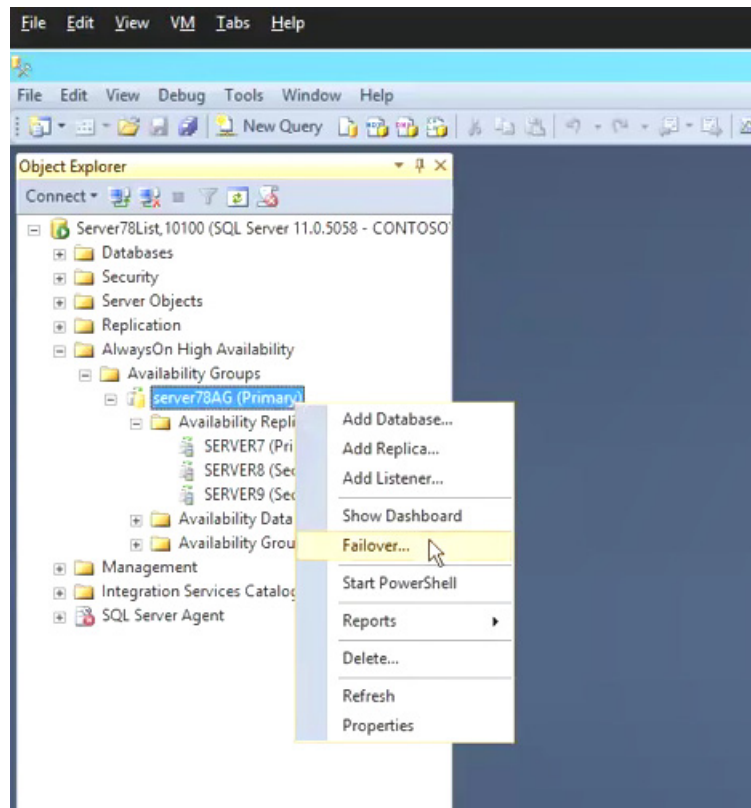 File Edit View VM Tabs Help
File Edit View Debug Tools Window Help
New Query
Object Explorer
Connect
Server78List,10100 (SQL Server 11.0.5058 - CONTOSO
Databases
Security
Server Objects
Replication
AlwaysOn High Availability
Availability Groups
server78AG (Primary)
Availability Repli
SERVER7 (Pri
SERVER8 (Sec
SERVER9 (Sec
Availability Data
Availability Grou
Management
Integration Services Catalog
SQL Server Agent
Add Database...
Add Replica...
Add Listener...
Show Dashboard
Failover...
Start PowerShell
Reports
Delete...
Refresh
Properties